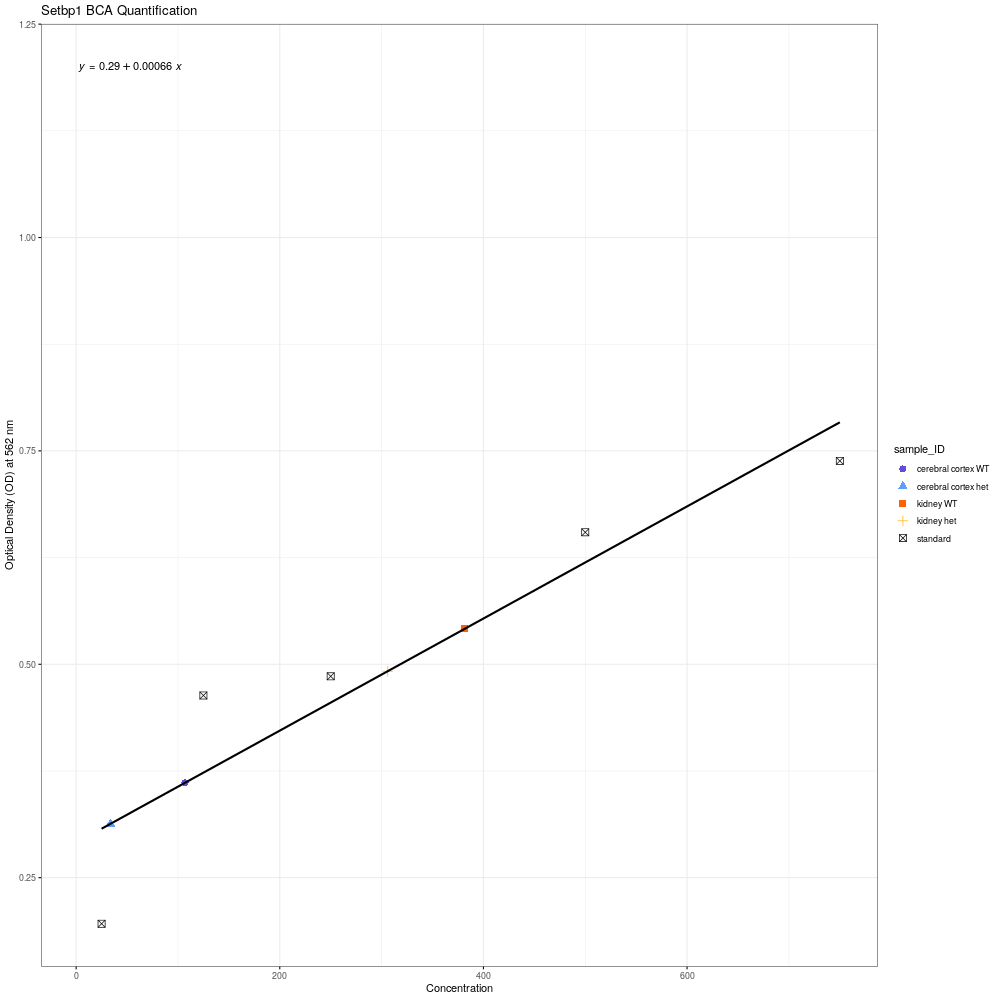 Setbp1 BCA Quantification
y = 0.29 + 0.00066 x
1.25
1.00
0.75
0.50
0.25
Optical Density (OD) at 562 nm
0
200
400
600
Concentration
sample_ID
cerebral cortex WT
cerebral cortex het
kidney WT
kidney het
standard